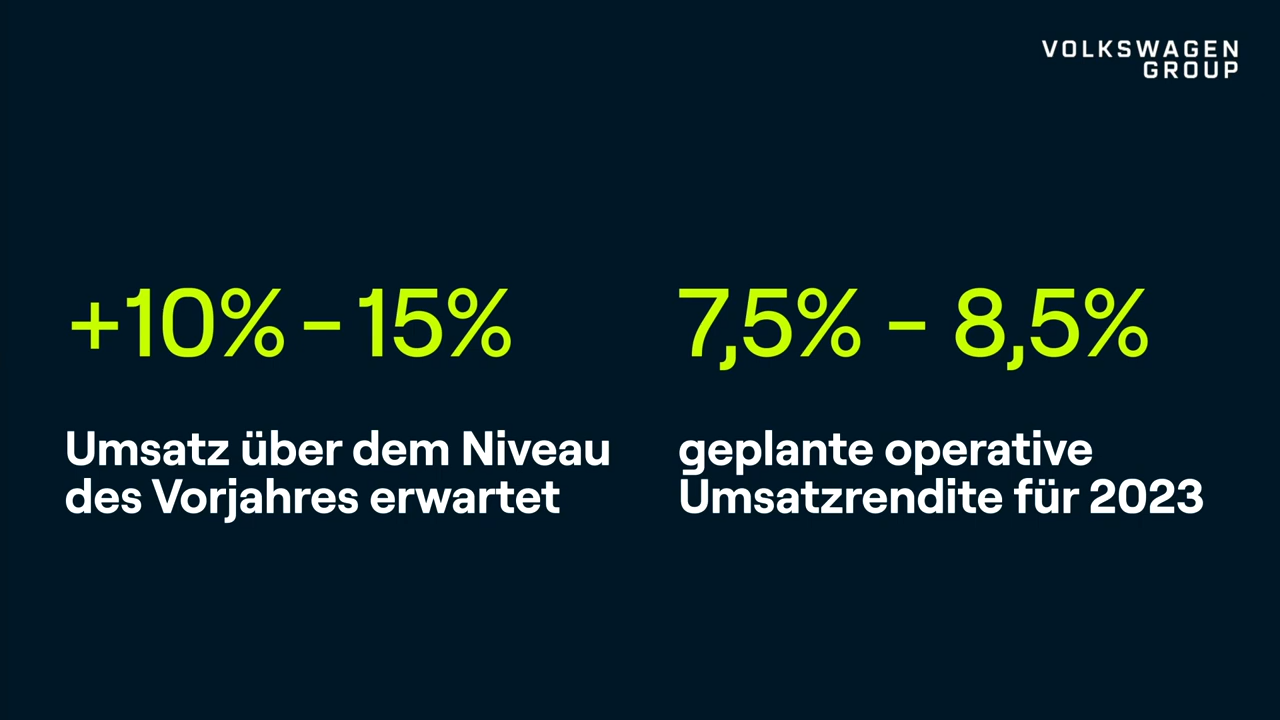 VOLKSWAGEN
GROUP
+10% – 15%
Umsatz über dem Niveau
des Vorjahres erwartet
7,5% – 8,5%
geplante operative
Umsatzrendite für 2023